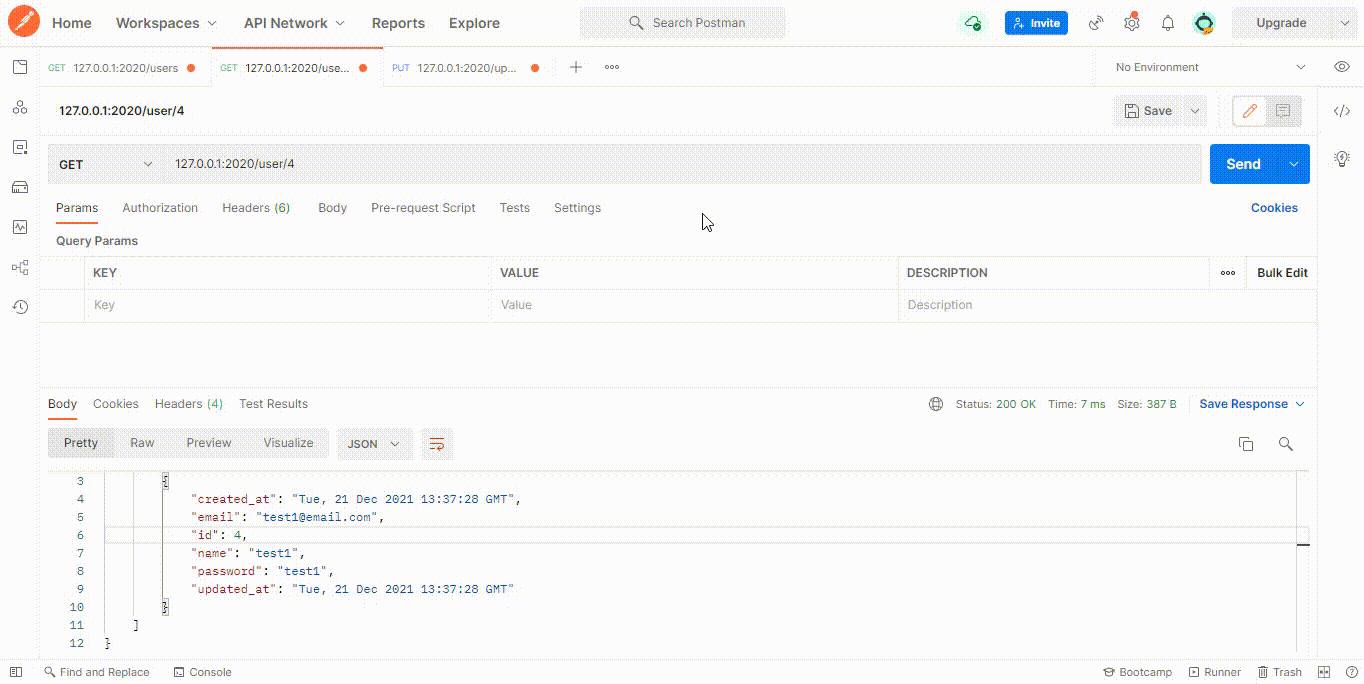 Home Workspaces API Network Reports Explore Search Postman Invite Upgrade
GET 127.0.0.1:2020/users GET 127.0.0.1:2020/use... PUT 127.0.0.1:2020/up... No Environment
127.0.0.1:2020/user/4 Save
GET 127.0.0.1:2020/user/4 Send
Params Authorization Headers (6) Body Pre-request Script Tests Settings Cookies
Query Params
KEY VALUE DESCRIPTION Bulk Edit
Key Value Description
Body Cookies Headers (4) Test Results Status: 200 OK Time: 7 ms Size: 387 B Save Response
Pretty Raw Preview Visualize JSON
3 {
4 "created_at": "Tue, 21 Dec 2021 13:37:28 GMT",
5 "email": "test1@email.com",
6 "id": 4,
7 "name": "test1",
8 "password": "test1",
9 "updated_at": "Tue, 21 Dec 2021 13:37:28 GMT"
10 }
11 ]
12 }
Find and Replace Console Bootcamp Runner Trash